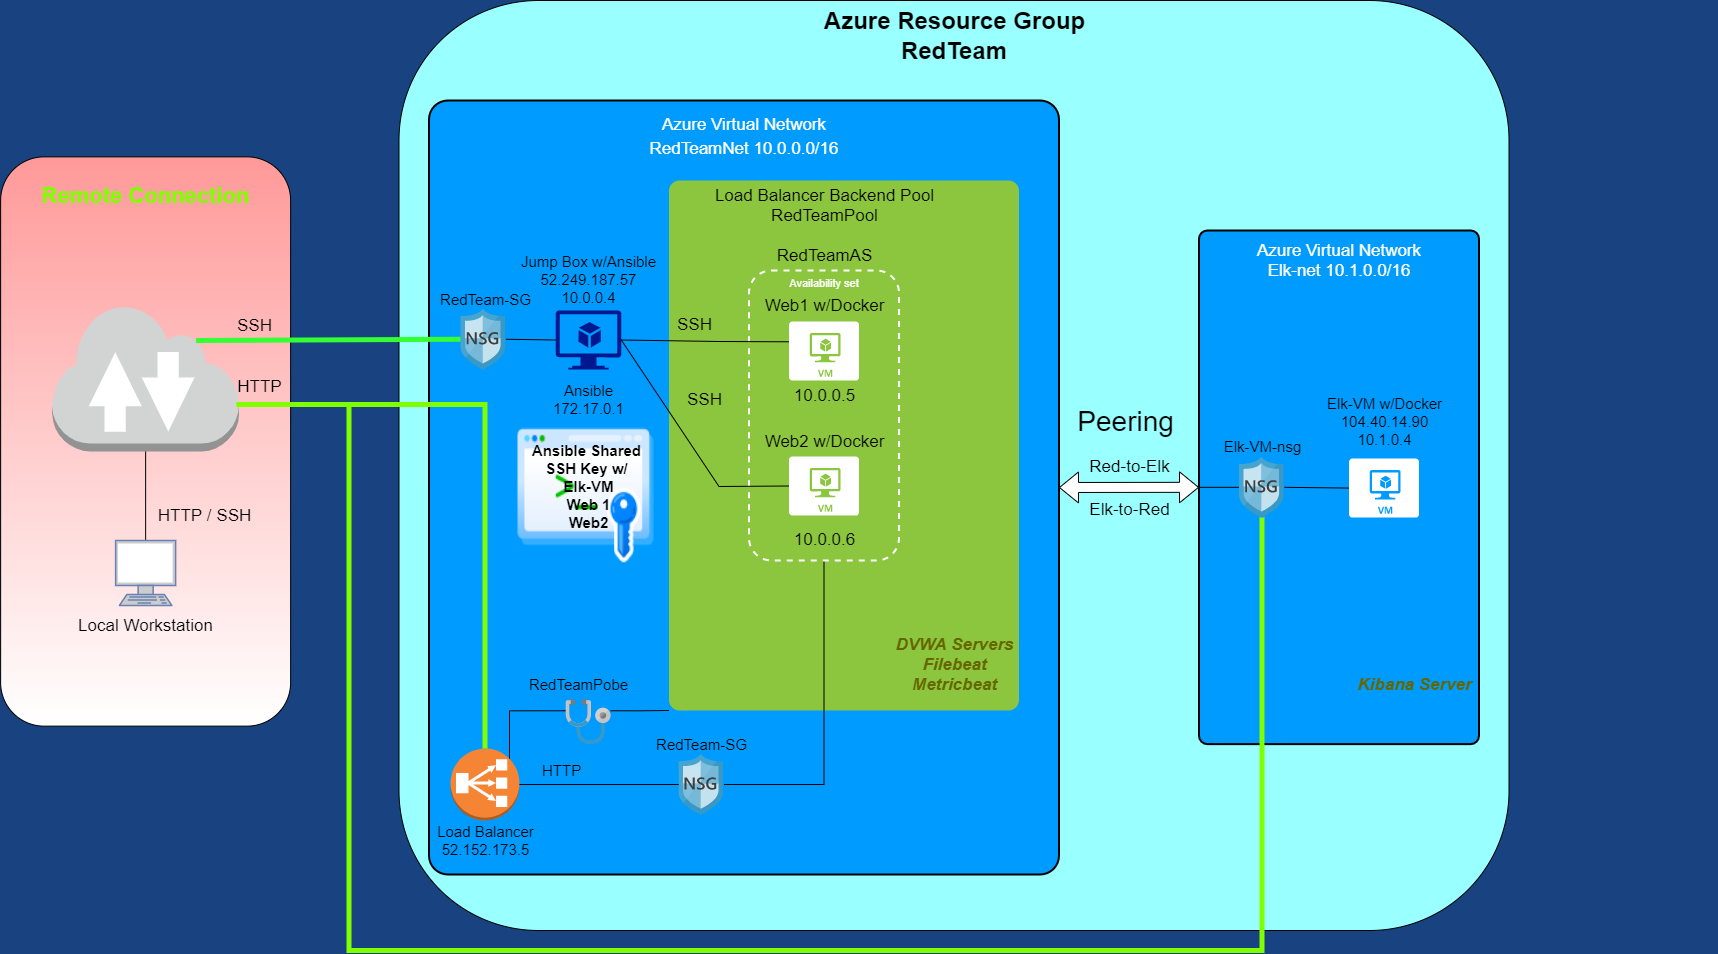 Azure Resource Group
RedTeam
Azure Virtual Network
RedTeamNet 10.0.0.0/16
Remote Connection
SSH
HTTP
HTTP / SSH
Local Workstation
RedTeam-SG
NSG
Jump Box w/Ansible
52.249.187.57
10.0.0.4
Ansible
172.17.0.1
Ansible Shared
SSH Key w/
Elk-VM
Web 1
Web2
SSH
SSH
Load Balancer Backend Pool
RedTeamPool
RedTeamAS
Availability set
Web1 w/Docker
VM
10.0.0.5
Web2 w/Docker
VM
10.0.0.6
DVWA Servers
Filebeat
Metricbeat
RedTeamPobe
RedTeam-SG
NSG
HTTP
Load Balancer
52.152.173.5
Peering
Red-to-Elk
Elk-to-Red
Azure Virtual Network
Elk-net 10.1.0.0/16
Elk-VM-nsg
NSG
Elk-VM w/Docker
104.40.14.90
10.1.0.4
VM
Kibana Server